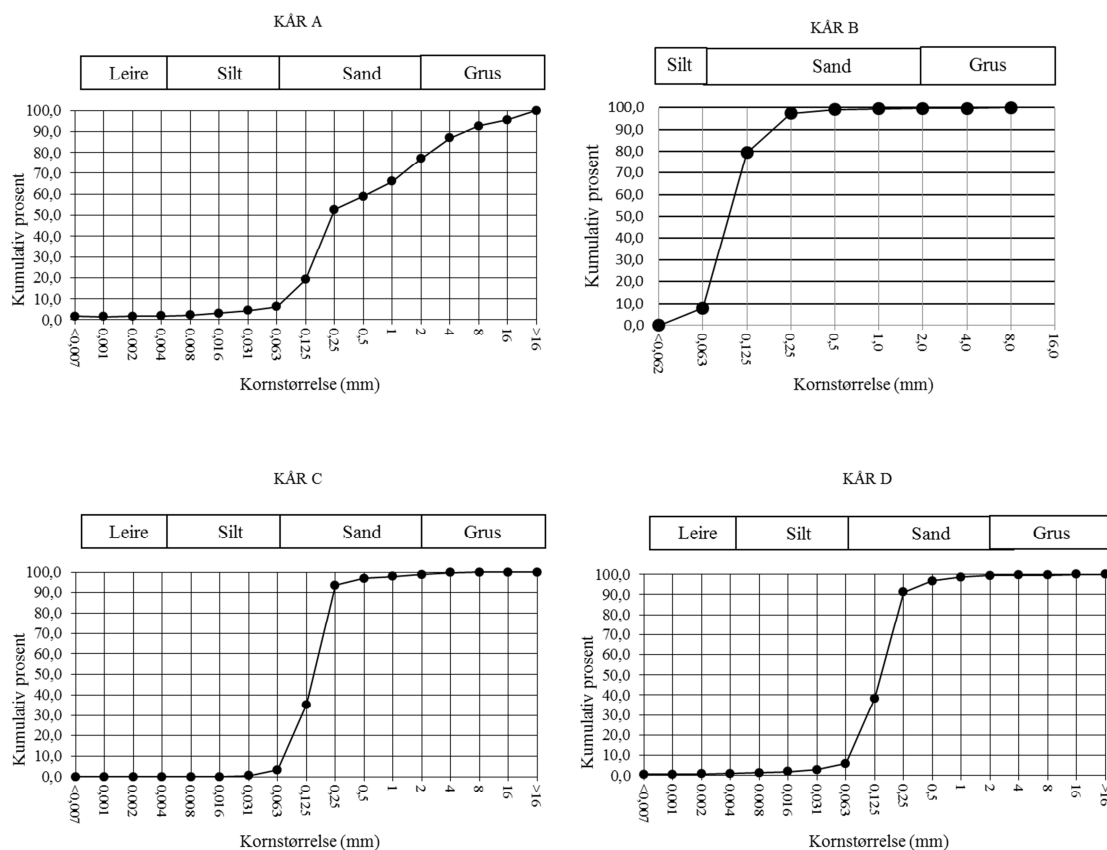 KÅR A
Leire Silt Sand Grus
100,0
90,0
80,0
70,0
60,0
50,0
40,0
30,0
20,0
10,0
0,0
Kumulativ prosent
<0,007 0,001 0.002 0,004 0.008 0,016 0,031 0,063 0,125 0,25 0,5 1 2 4 8 16 >16
Kornstørrelse (mm)
KÅR B
Silt Sand Grus
100,0
90,0
80,0
70,0
60,0
50,0
40,0
30,0
20,0
10,0
0,0
Kumulativ prosent
<0,062 0,063 0,125 0,25 0,5 1,0 2,0 4,0 8,0 16,0
Kornstørrelse (mm)
KÅR C
Leire Silt Sand Grus
100,0
90,0
80,0
70,0
60,0
50,0
40,0
30,0
20,0
10,0
0,0
Kumulativ prosent
<0,007 0,001 0.002 0,004 0.008 0,016 0,031 0,063 0,125 0,25 0,5 1 2 4 8 16 >16
Kornstørrelse (mm)
KÅR D
Leire Silt Sand Grus
100,0
90,0
80,0
70,0
60,0
50,0
40,0
30,0
20,0
10,0
0,0
Kumulativ prosent
<0,007 0,001 0.002 0,004 0.008 0,016 0,031 0,063 0,125 0,25 0,5 1 2 4 8 16 >16
Kornstørrelse (mm)